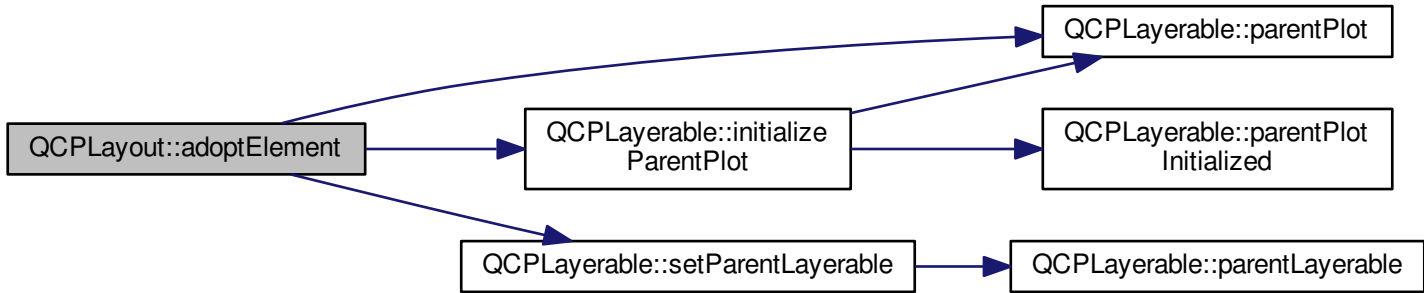 QCPLayout::adoptElement
QCPLayerable::parentPlot
QCPLayerable::initialize
ParentPlot
QCPLayerable::parentPlot
Initialized
QCPLayerable::setParentLayerable
QCPLayerable::parentLayerable